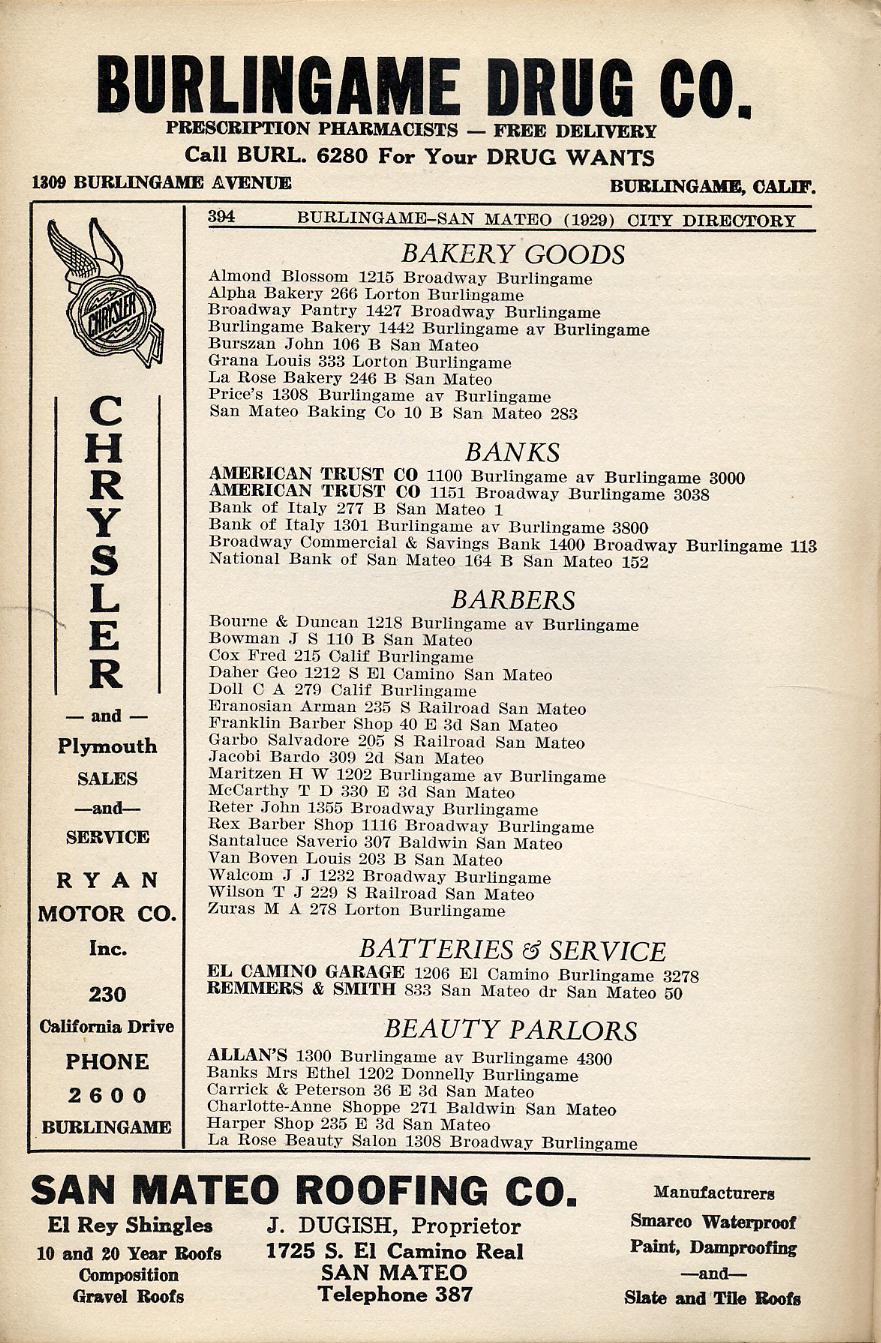 BURLINGAME DRUG CO.
PRESCRIPTION PHARMACISTS — FREE DELIVERY
Call BURL. 6280 For Your DRUG WANTS
1309 BURLINGAME AVENUE BURLINGAME, CALIF.
CHRYSLER
C
H
R
Y
S
L
E
R
— and —
Plymouth
SALES
—and—
SERVICE
RYAN
MOTOR CO.
Inc.
230
California Drive
PHONE
2600
BURLINGAME
394 BURLINGAME–SAN MATEO (1929) CITY DIRECTORY
BAKERY GOODS
Almond Blossom 1215 Broadway Burlingame
Alpha Bakery 266 Lorton Burlingame
Broadway Pantry 1427 Broadway Burlingame
Burlingame Bakery 1442 Burlingame av Burlingame
Burszan John 106 B San Mateo
Grana Louis 333 Lorton Burlingame
La Rose Bakery 246 B San Mateo
Price's 1308 Burlingame av Burlingame
San Mateo Baking Co 10 B San Mateo 283
BANKS
AMERICAN TRUST CO 1100 Burlingame av Burlingame 3000
AMERICAN TRUST CO 1151 Broadway Burlingame 3038
Bank of Italy 277 B San Mateo 1
Bank of Italy 1301 Burlingame av Burlingame 3800
Broadway Commercial & Savings Bank 1400 Broadway Burlingame 113
National Bank of San Mateo 164 B San Mateo 152
BARBERS
Bourne & Duncan 1218 Burlingame av Burlingame
Bowman J S 110 B San Mateo
Cox Fred 215 Calif Burlingame
Daher Geo 1212 S El Camino San Mateo
Doll C A 279 Calif Burlingame
Eranosian Arman 235 S Railroad San Mateo
Franklin Barber Shop 40 E 3d San Mateo
Garbo Salvadore 205 S Railroad San Mateo
Jacobi Bardo 309 2d San Mateo
Maritzen H W 1202 Burlingame av Burlingame
McCarthy T D 330 E 3d San Mateo
Reter John 1355 Broadway Burlingame
Rex Barber Shop 1116 Broadway Burlingame
Santaluce Saverio 307 Baldwin San Mateo
Van Boven Louis 203 B San Mateo
Walcom J J 1232 Broadway Burlingame
Wilson T J 229 S Railroad San Mateo
Zuras M A 278 Lorton Burlingame
BATTERIES & SERVICE
EL CAMINO GARAGE 1206 El Camino Burlingame 3278
REMMERS & SMITH 833 San Mateo dr San Mateo 50
BEAUTY PARLORS
ALLAN'S 1300 Burlingame av Burlingame 4300
Banks Mrs Ethel 1202 Donnelly Burlingame
Carrick & Peterson 36 E 3d San Mateo
Charlotte-Anne Shoppe 271 Baldwin San Mateo
Harper Shop 235 E 3d San Mateo
La Rose Beauty Salon 1308 Broadway Burlingame
SAN MATEO ROOFING CO.
El Rey Shingles
10 and 20 Year Roofs
Composition
Gravel Roofs
J. DUGISH, Proprietor
1725 S. El Camino Real
SAN MATEO
Telephone 387
Manufacturers
Smarco Waterproof
Paint, Dampproofing
—and—
Slate and Tile Roofs